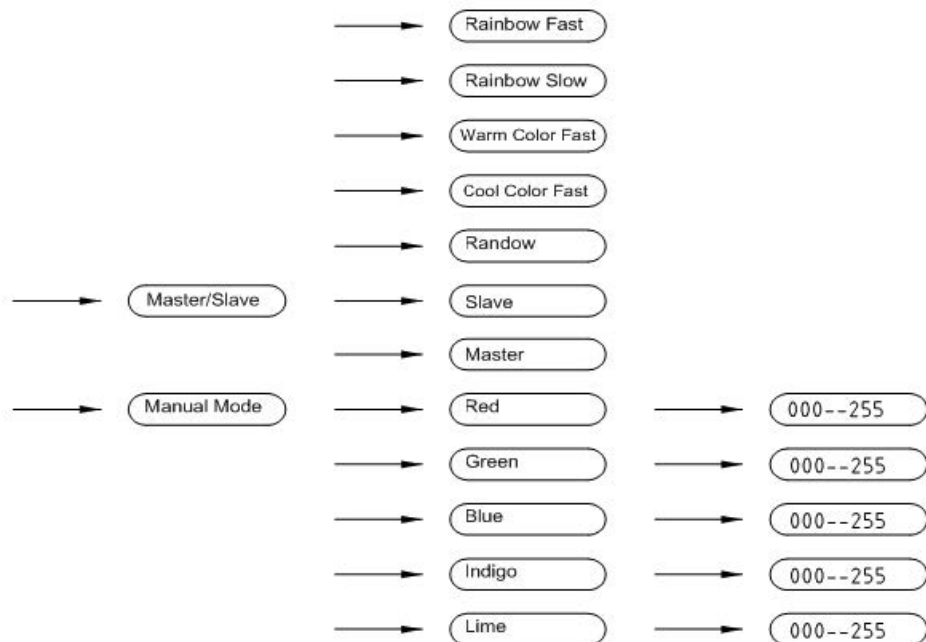 Rainbow Fast
Rainbow Slow
Warm Color Fast
Cool Color Fast
Randow
Master/Slave Slave
Master
Manual Mode Red 000--255
Green 000--255
Blue 000--255
Indigo 000--255
Lime 000--255